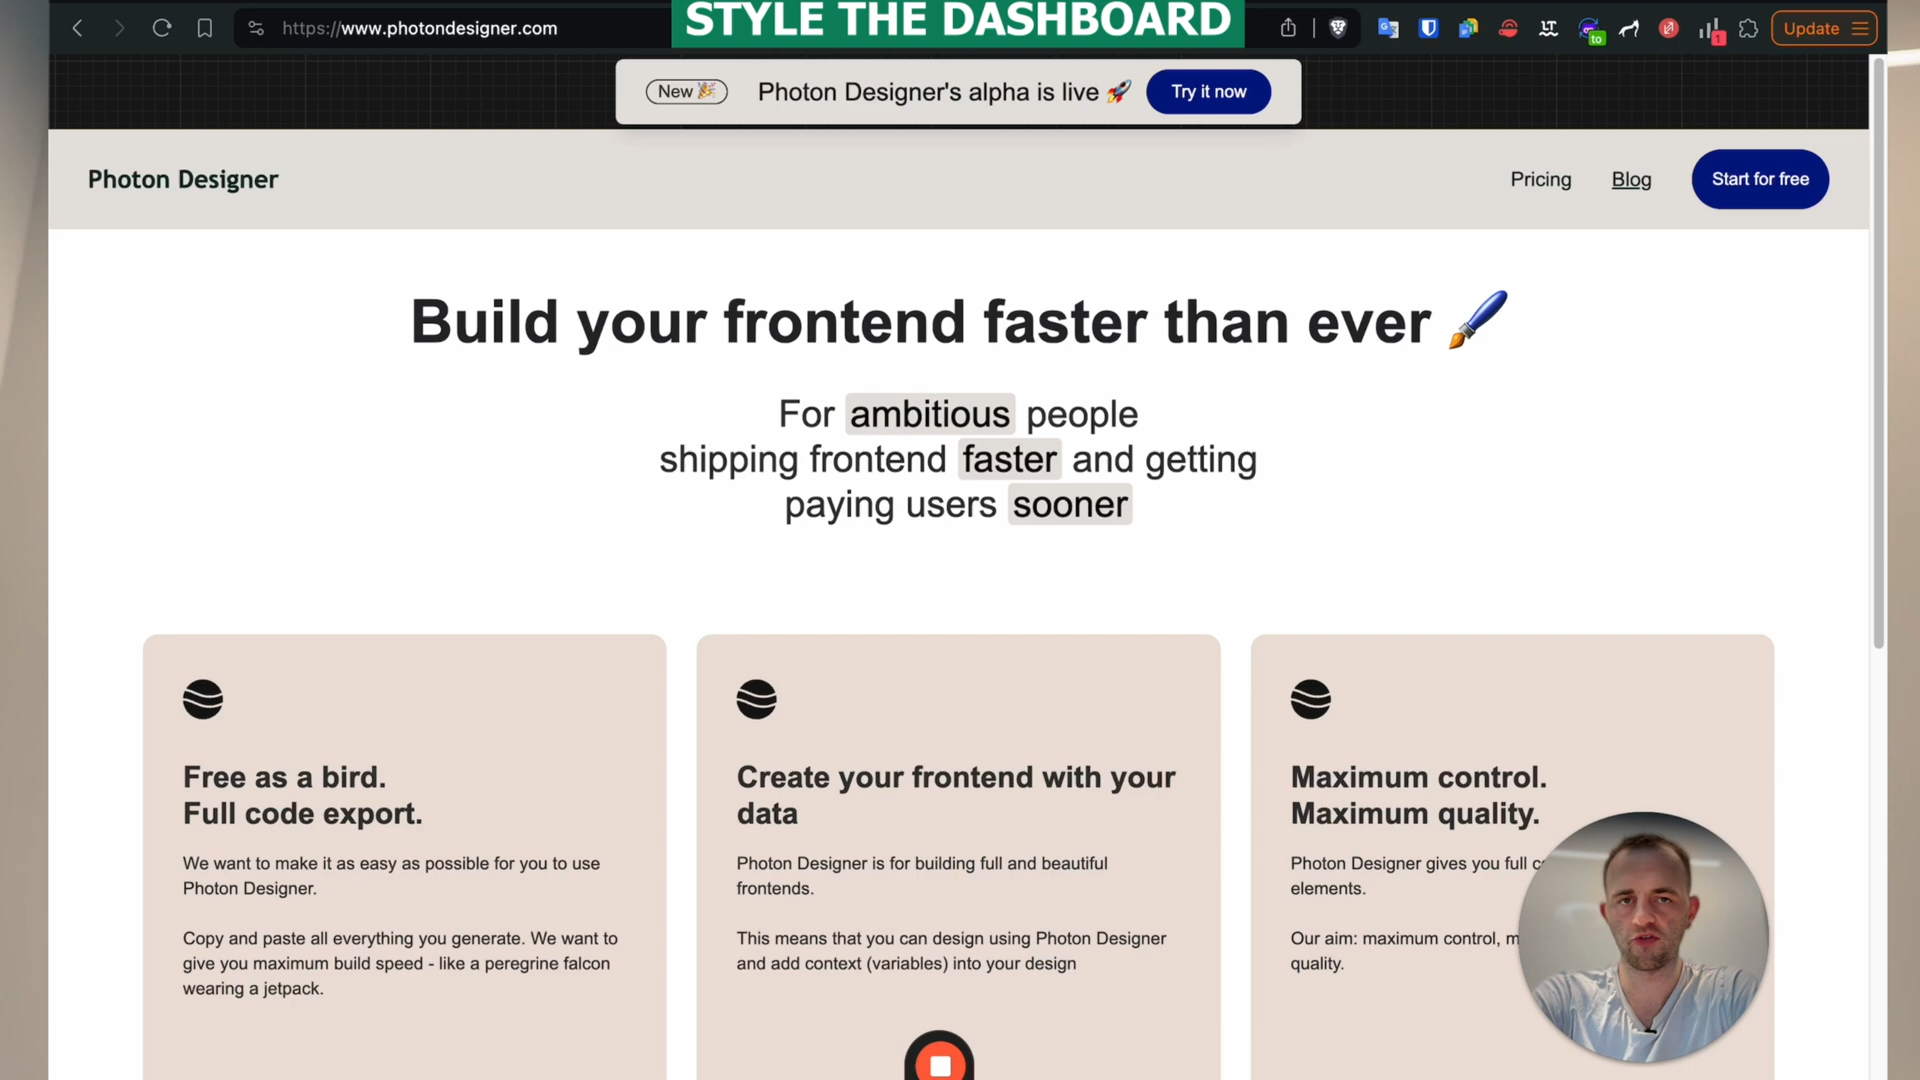 STYLE THE DASHBOARD
https://www.photondesigner.com
to
1
Update
New 🎉
Photon Designer's alpha is live 🚀
Try it now
Photon Designer
Pricing
Blog
Start for free
Build your frontend faster than ever 🖌️
For ambitious people
shipping frontend faster and getting
paying users sooner
Free as a bird.
Full code export.
We want to make it as easy as possible for you to use
Photon Designer.
Copy and paste all everything you generate. We want to
give you maximum build speed - like a peregrine falcon
wearing a jetpack.
Create your frontend with your
data
Photon Designer is for building full and beautiful
frontends.
This means that you can design using Photon Designer
and add context (variables) into your design
Maximum control.
Maximum quality.
Photon Designer gives you full
elements.
Our aim: maximum control,
quality.